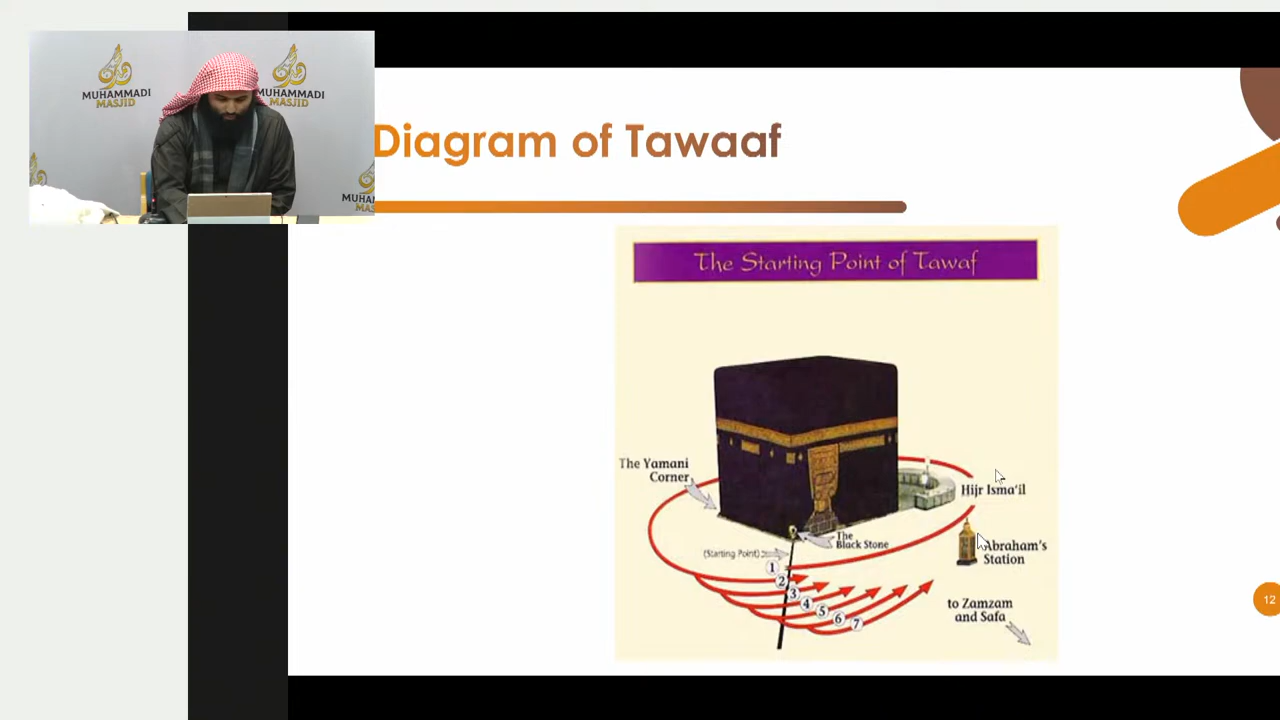 MUHAMMADI
MASJID
MUHAMMADI
MASJID
Diagram of Tawaaf
The Starting Point of Tawaf
The Yamani
Corner
Hijr Isma'il
The
Black Stone
(Starting Point)
Abraham's
Station
1
2
3
4
5
6
7
to Zamzam
and Safa
12